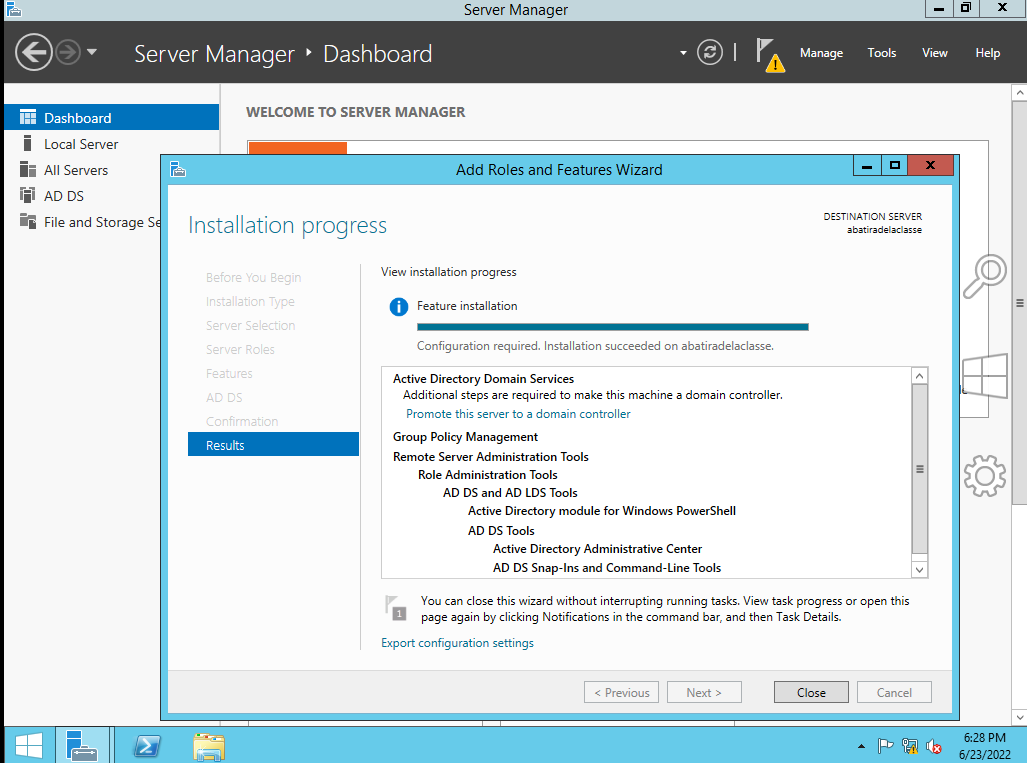 Server Manager
Server Manager ‣ Dashboard
Manage Tools View Help
Dashboard
Local Server
All Servers
AD DS
File and Storage Se
WELCOME TO SERVER MANAGER
Add Roles and Features Wizard
Installation progress
DESTINATION SERVER
abatiradelaclasse
Before You Begin
Installation Type
Server Selection
Server Roles
Features
AD DS
Confirmation
Results
View installation progress
Feature installation
Configuration required. Installation succeeded on abatiradelaclasse.
Active Directory Domain Services
Additional steps are required to make this machine a domain controller.
Promote this server to a domain controller
Group Policy Management
Remote Server Administration Tools
Role Administration Tools
AD DS and AD LDS Tools
Active Directory module for Windows PowerShell
AD DS Tools
Active Directory Administrative Center
AD DS Snap-Ins and Command-Line Tools
1
You can close this wizard without interrupting running tasks. View task progress or open this
page again by clicking Notifications in the command bar, and then Task Details.
Export configuration settings
< Previous Next > Close Cancel
6:28 PM
6/23/2022